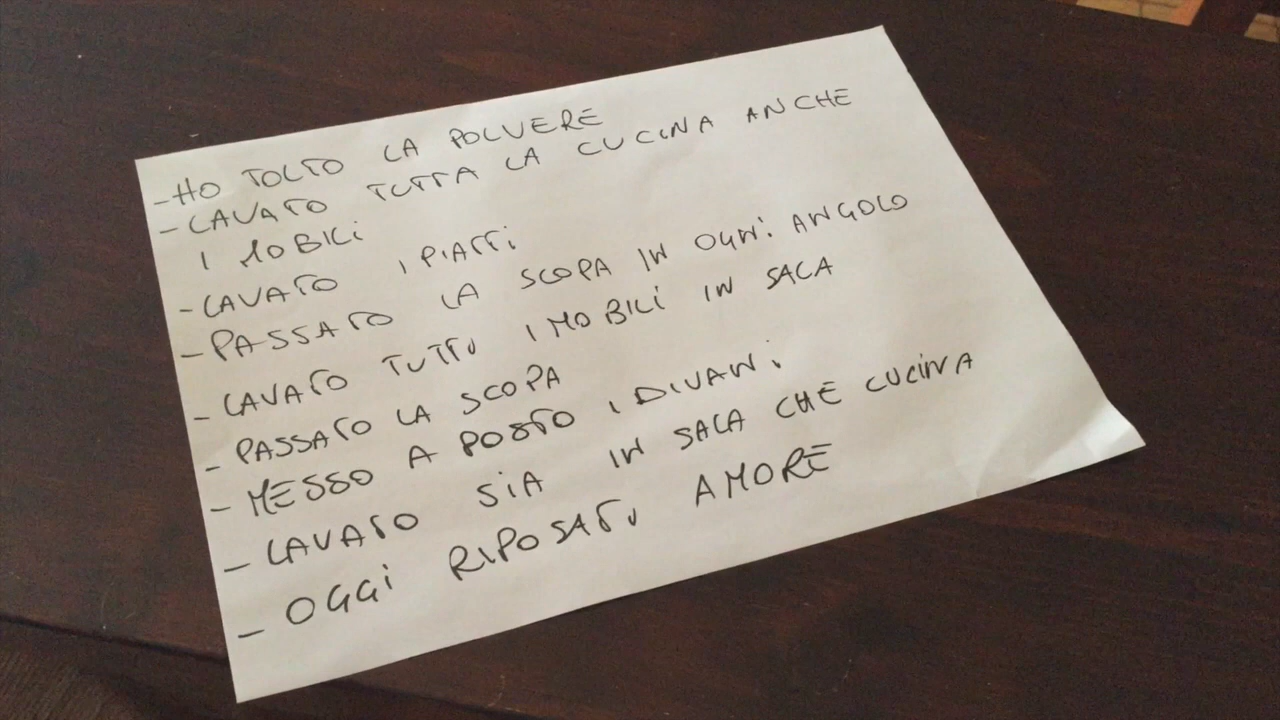 - HO TOLTO LA POLVERE
- LAVATO TUTTA LA CUCINA ANCHE
I MOBILI
- LAVATO I PIATTI
- PASSATO LA SCOPA IN OGNI ANGOLO
- LAVATO TUTTI I MOBILI IN SALA
- PASSATO LA SCOPA
- MESSO A POSTO I DIVANI
- LAVATO SIA IN SALA CHE CUCINA
- OGGI RIPOSATI AMORE